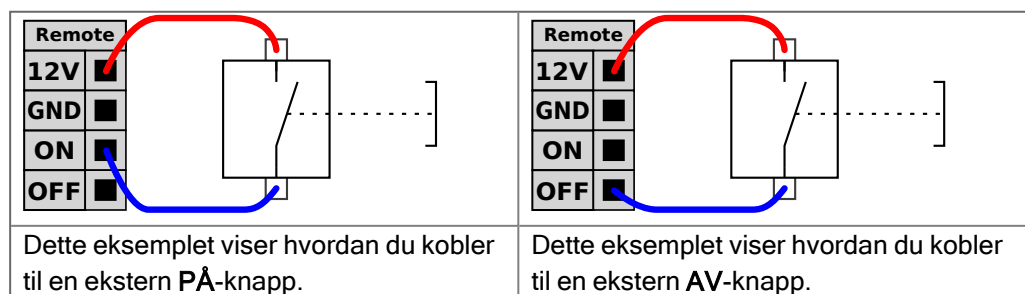 Remote
12V
GND
ON
OFF
Dette eksemplet viser hvordan du kobler
til en ekstern PÅ-knapp.
Remote
12V
GND
ON
OFF
Dette eksemplet viser hvordan du kobler
til en ekstern AV-knapp.